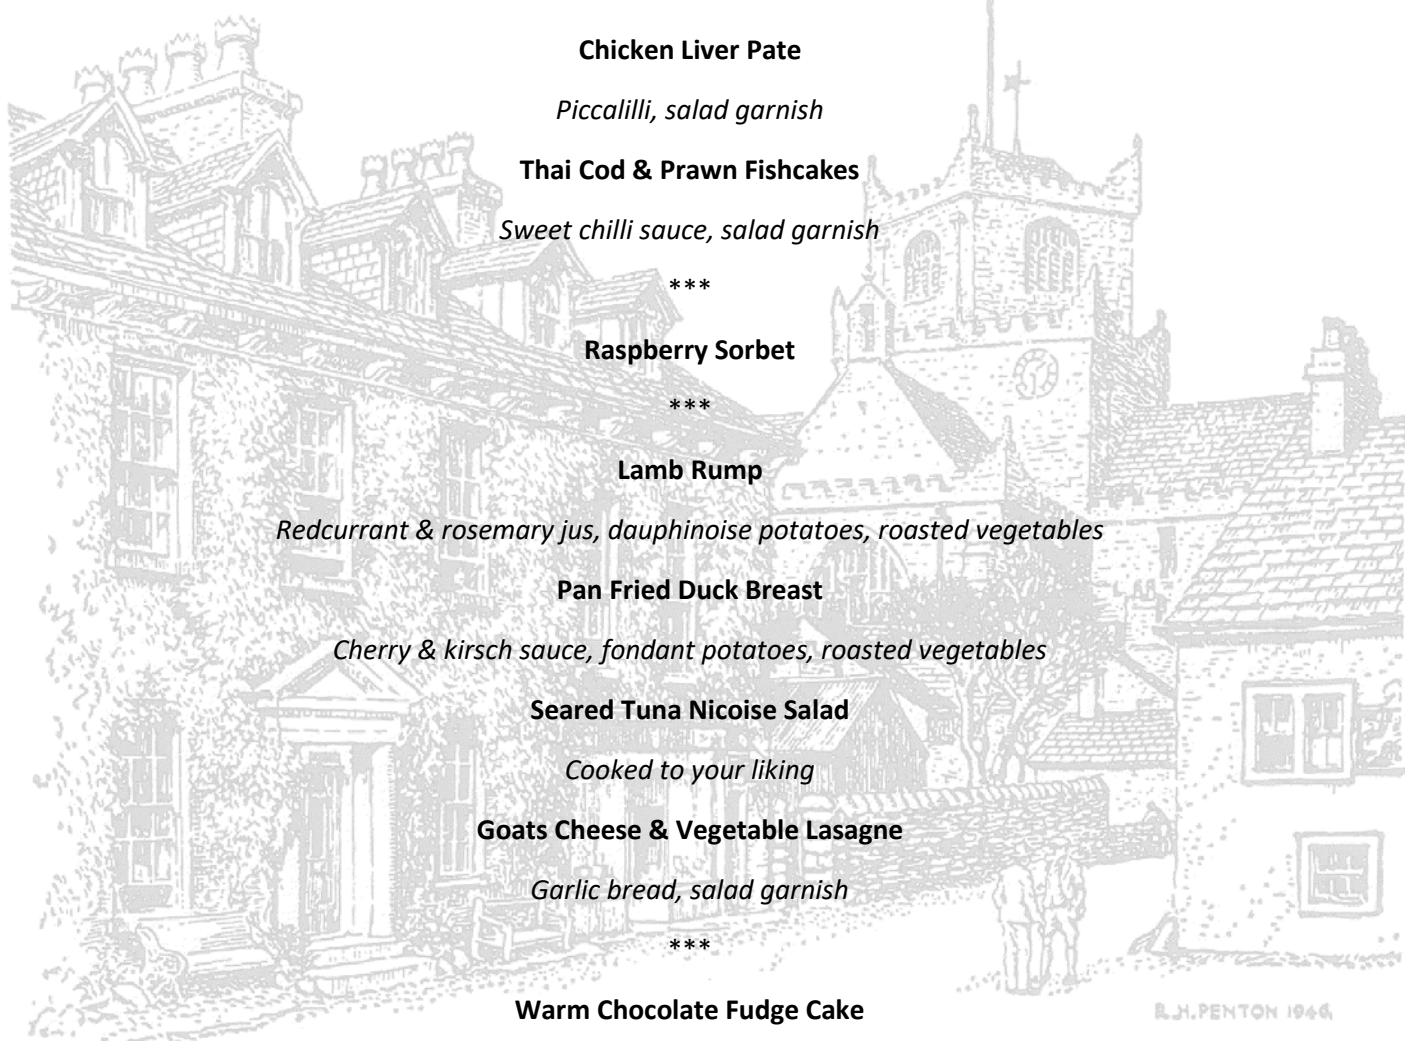 Chicken Liver Pate
Piccalilli, salad garnish
Thai Cod & Prawn Fishcakes
Sweet chilli sauce, salad garnish
***
Raspberry Sorbet
***
Lamb Rump
Redcurrant & rosemary jus, dauphinoise potatoes, roasted vegetables
Pan Fried Duck Breast
Cherry & kirsch sauce, fondant potatoes, roasted vegetables
Seared Tuna Nicoise Salad
Cooked to your liking
Goats Cheese & Vegetable Lasagne
Garlic bread, salad garnish
***
Warm Chocolate Fudge Cake
R.H.PENTON 1946,